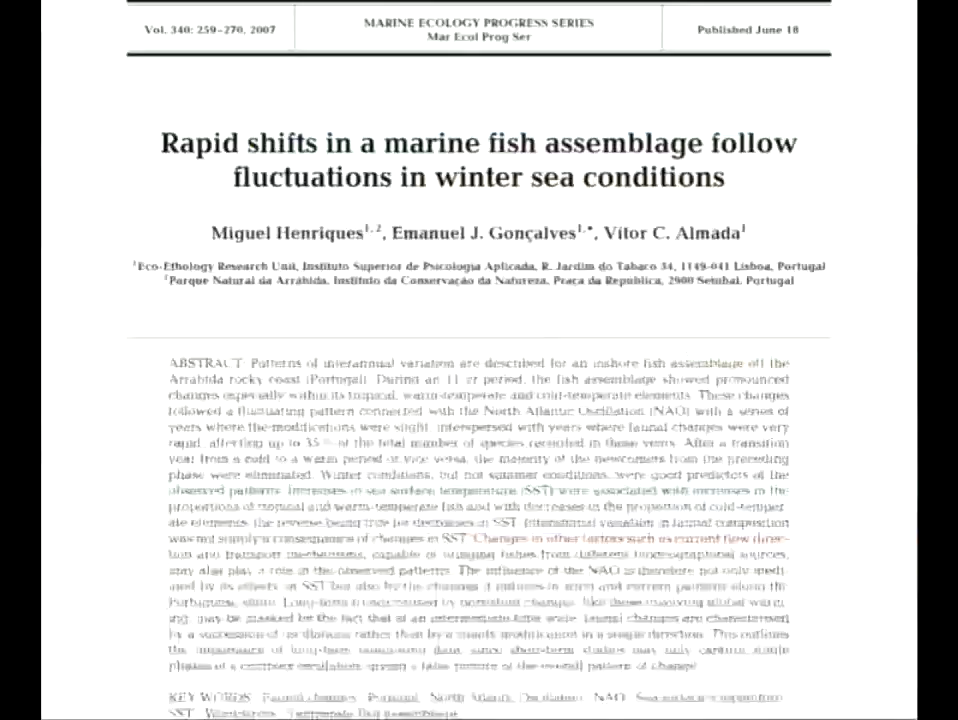 Vol. 340: 259–270, 2007
MARINE ECOLOGY PROGRESS SERIES
Mar Ecol Prog Ser
Published June 18
Rapid shifts in a marine fish assemblage follow
fluctuations in winter sea conditions
Miguel Henriques1, 2, Emanuel J. Gonçalves1,*, Vítor C. Almada1
1Eco-Ethology Research Unit, Instituto Superior de Psicologia Aplicada, R. Jardim do Tabaco 34, 1149-041 Lisboa, Portugal
2Parque Natural da Arrábida, Instituto da Conservação da Natureza, Praça da República, 2900 Setúbal, Portugal
ABSTRACT: Patterns of interannual variation are described for an inshore fish assemblage off the
Arrábida rocky coast (Portugal). During an 11 yr period, the fish assemblage showed pronounced
changes especially within its tropical, warm-temperate and cold-temperate elements. These changes
followed a fluctuating pattern connected with the North Atlantic Oscillation (NAO) with a series of
years where the modifications were slight, interspersed with years where faunal changes were very
rapid, affecting up to 35 % of the total number of species recorded in those years. After a transition
year from a cold to a warm period or vice versa, the majority of the newcomers from the preceding
phase were eliminated. Winter conditions, but not summer conditions, were good predictors of the
observed patterns. Increases in sea surface temperature (SST) were associated with increases in the
proportions of tropical and warm-temperate fish and with decreases in the proportion of cold-temper-
ate elements, the reverse being true for decreases in SST. Interannual variation in faunal composition
was not simply a consequence of changes in SST. Changes in other factors such as current flow direc-
tion and transport mechanisms, capable of bringing fishes from different biogeographical sources,
may also play a role in the observed patterns. The influence of the NAO is therefore not only medi-
ated by its effects on SST but also by the changes it induces in wind and current patterns along the
Portuguese shore. Long-term trends caused by persistent changes, like those involving global warm-
ing, may be masked by the fact that at an intermediate time scale, faunal changes are characterised
by a succession of oscillations rather than by a steady modification in a single direction. This outlines
the importance of long-term monitoring data since short-term studies may only capture single
phases of a complex oscillation, giving a false picture of the overall pattern of change.
KEY WORDS: Faunal changes · Portugal · North Atlantic Oscillation · NAO · Sea surface temperature ·
SST ·